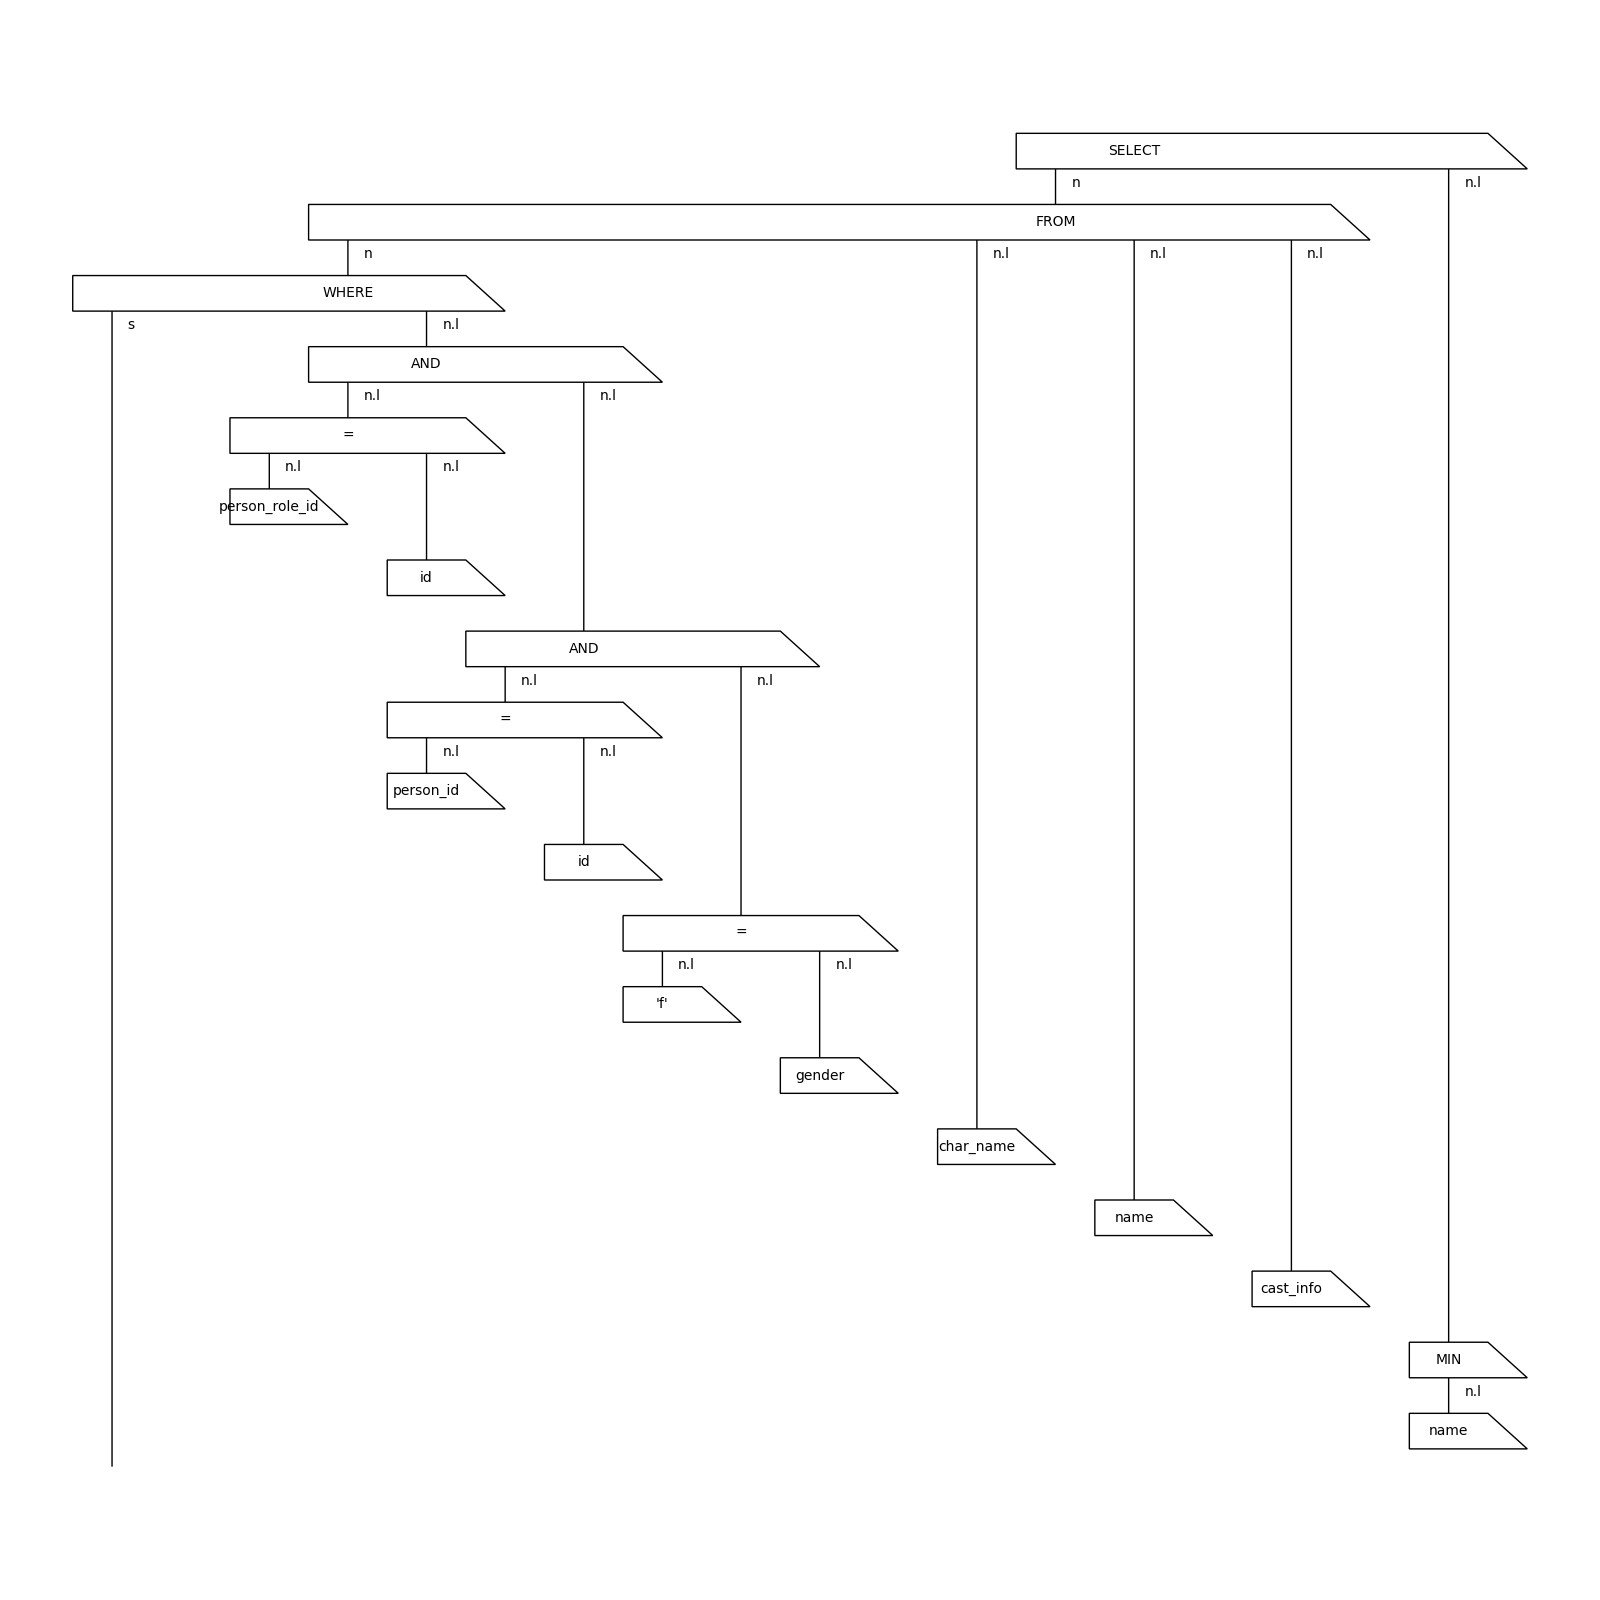 SELECT
n n.l
FROM
n n.l n.l n.l
WHERE
s n.l
AND
n.l n.l
=
n.l n.l
person_role_id
id
AND
n.l n.l
=
n.l n.l
person_id
id
=
n.l n.l
'f'
gender
char_name
name
cast_info
MIN
n.l
name